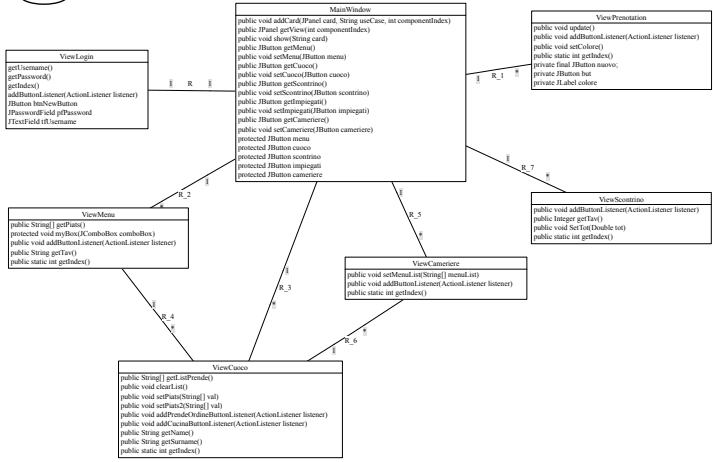 MainWindow
public void addCard(JPanel card, String useCase, int componentIndex)
public JPanel getView(int componentIndex)
public void show(String card)
public JButton getMenu()
public void setMenu(JButton menu)
public JButton getCuoco()
public void setCuoco(JButton cuoco)
public JButton getScontrino()
public void setScontrino(JButton scontrino)
public JButton getImpiegati()
public void setImpiegati(JButton impiegati)
public JButton getCameriere()
public void setCameriere(JButton cameriere)
protected JButton menu
protected JButton cuoco
protected JButton scontrino
protected JButton impiegati
protected JButton cameriere
ViewPrenotation
public void update()
public void addButtonListener(ActionListener listener)
public void setColore()
public static int getIndex()
private final JButton nuovo;
private JButton but
private JLabel colore
ViewLogin
getUsername()
getPassword()
getIndex()
addButtonListener(ActionListener listener)
JButton btnNewButton
JPasswordField pfPassword
JTextField tfUsername
1 R 1
1 R_1 *
1 R_2 *
1 R_7 *
1 R_5 *
1 R_3 *
ViewMenu
public String[] getPiats()
protected void myBox(JComboBox comboBox)
public void addButtonListener(ActionListener listener)
public String getTav()
public static int getIndex()
ViewScontrino
public void addButtonListener(ActionListener listener)
public Integer getTav()
public void SetTot(Double tot)
public static int getIndex()
ViewCameriere
public void setMenuList(String[] menuList)
public void addButtonListener(ActionListener listener)
public static int getIndex()
1 R_4 *
1 R_6 *
ViewCuoco
public String[] getListPrende()
public void clearList()
public void setPiats(String[] val)
public void setPiats2(String[] val)
public void addPrendeOrdineButtonListener(ActionListener listener)
public void addCucinaButtonListener(ActionListener listener)
public String getName()
public String getSurname()
public static int getIndex()